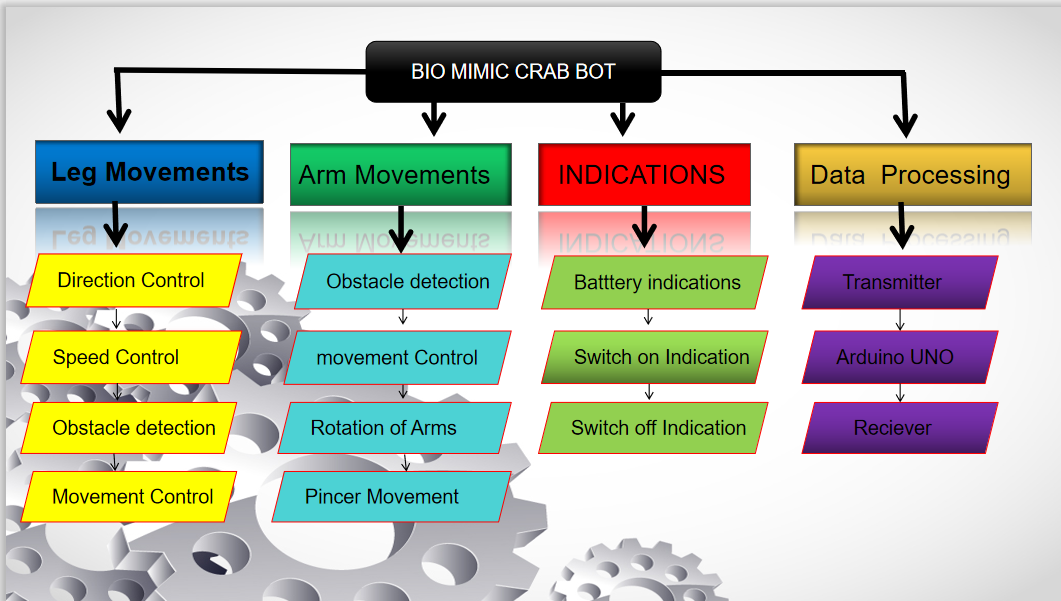 BIO MIMIC CRAB BOT
Leg Movements
Arm Movements
INDICATIONS
Data Processing
Direction Control
Speed Control
Obstacle detection
Movement Control
Obstacle detection
movement Control
Rotation of Arms
Pincer Movement
Batttery indications
Switch on Indication
Switch off Indication
Transmitter
Arduino UNO
Reciever